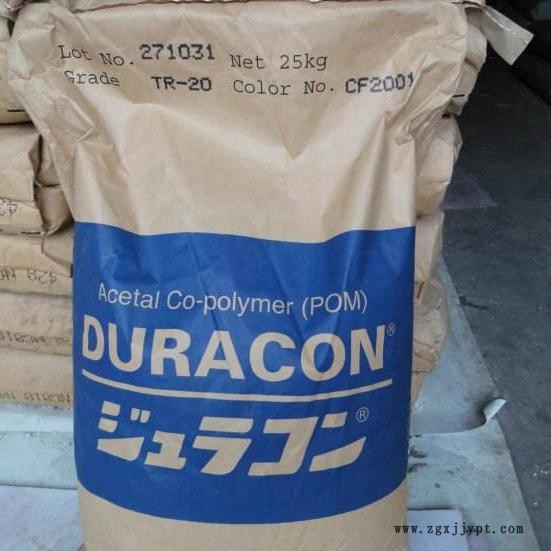 Lot No. 271031 Net 25kg
Grade TR-20 Color No. CF2001
Acetal Co-polymer (POM)
DURACON®
ジュラコン®
www.zgxjjypt.com